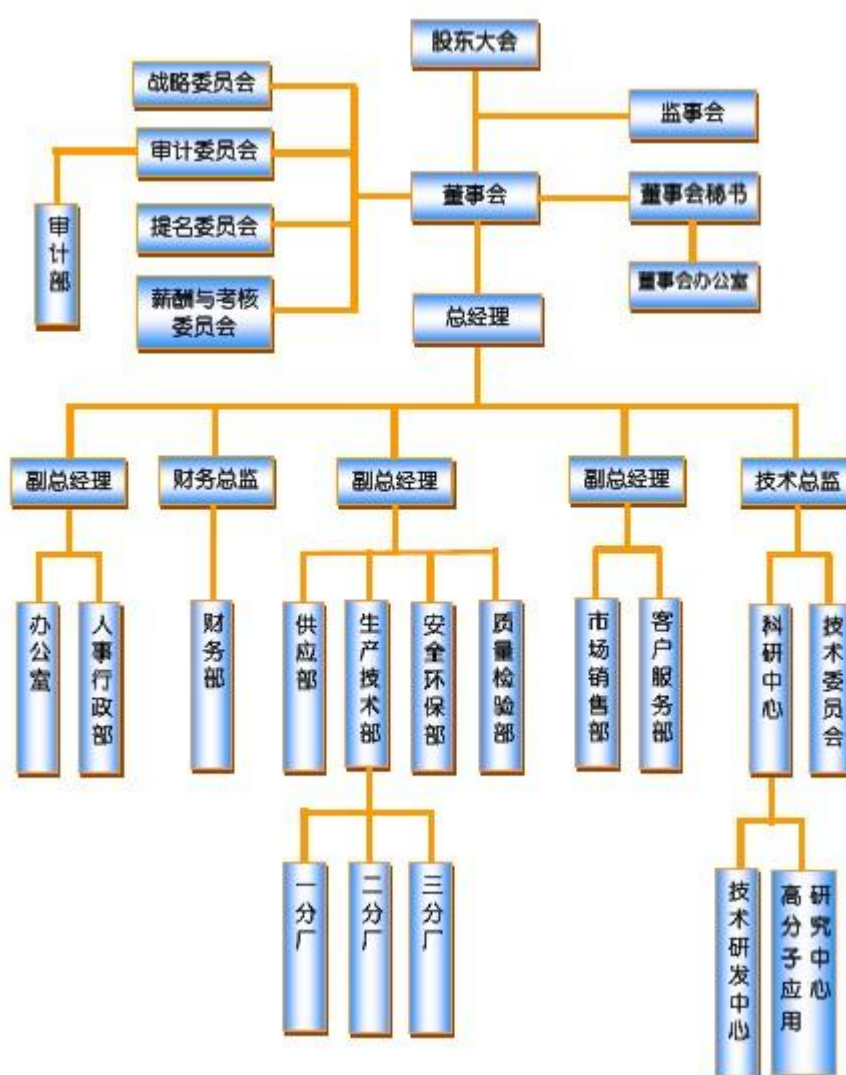 股东大会
战略委员会
监事会
审计委员会
董事会
董事会秘书
审计部
提名委员会
董事会办公室
薪酬与考核
委员会
总经理
副总经理
财务总监
副总经理
副总经理
技术总监
办公室
人事行政部
财务部
供应部
生产技术部
安全环保部
质量检验部
市场销售部
客户服务部
科研中心
技术委员会
一分厂
二分厂
三分厂
技术研发中心
高分子应用
研究中心